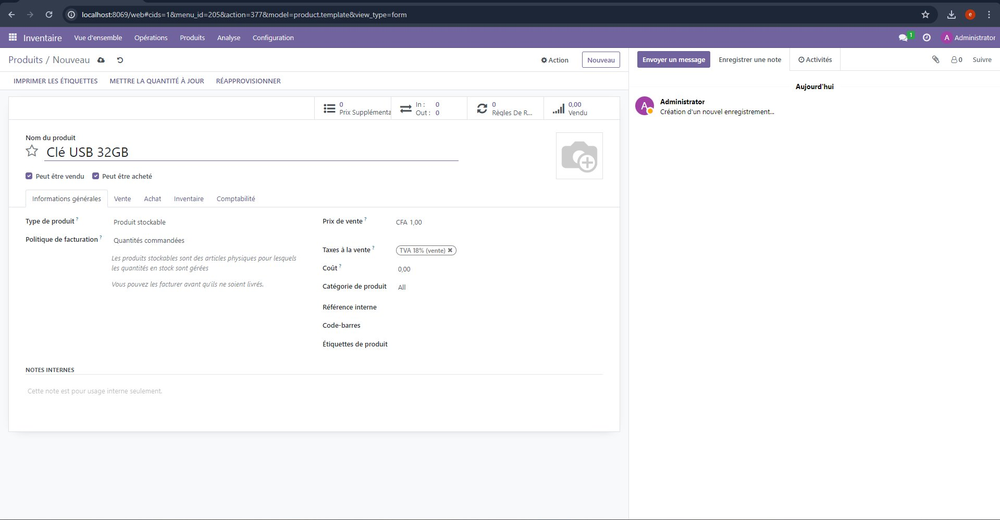 localhost:8069/web#cids=1&menu_id=205&action=377&model=product.template&view_type=form
e
Inventaire Vue d'ensemble Opérations Produits Analyse Configuration 1 A Administrator
Produits / Nouveau Action Nouveau
Envoyer un message Enregistrer une note Activités 0 Suivre
IMPRIMER LES ÉTIQUETTES METTRE LA QUANTITÉ À JOUR RÉAPPROVISIONNER
0
Prix Supplémenta
In : 0
Out : 0
0
Règles De R...
0,00
Vendu
Nom du produit
Clé USB 32GB
Peut être vendu Peut être acheté
Informations générales Vente Achat Inventaire Comptabilité
Type de produit ? Produit stockable
Politique de facturation ? Quantités commandées
Les produits stockables sont des articles physiques pour lesquels
les quantités en stock sont gérées
Vous pouvez les facturer avant qu'ils ne soient livrés.
Prix de vente ? CFA 1,00
Taxes à la vente ? TVA 18% (vente)
Coût ? 0,00
Catégorie de produit All
Référence interne
Code-barres
Étiquettes de produit
NOTES INTERNES
Cette note est pour usage interne seulement.
Aujourd'hui
A
Administrator
Création d'un nouvel enregistrement...